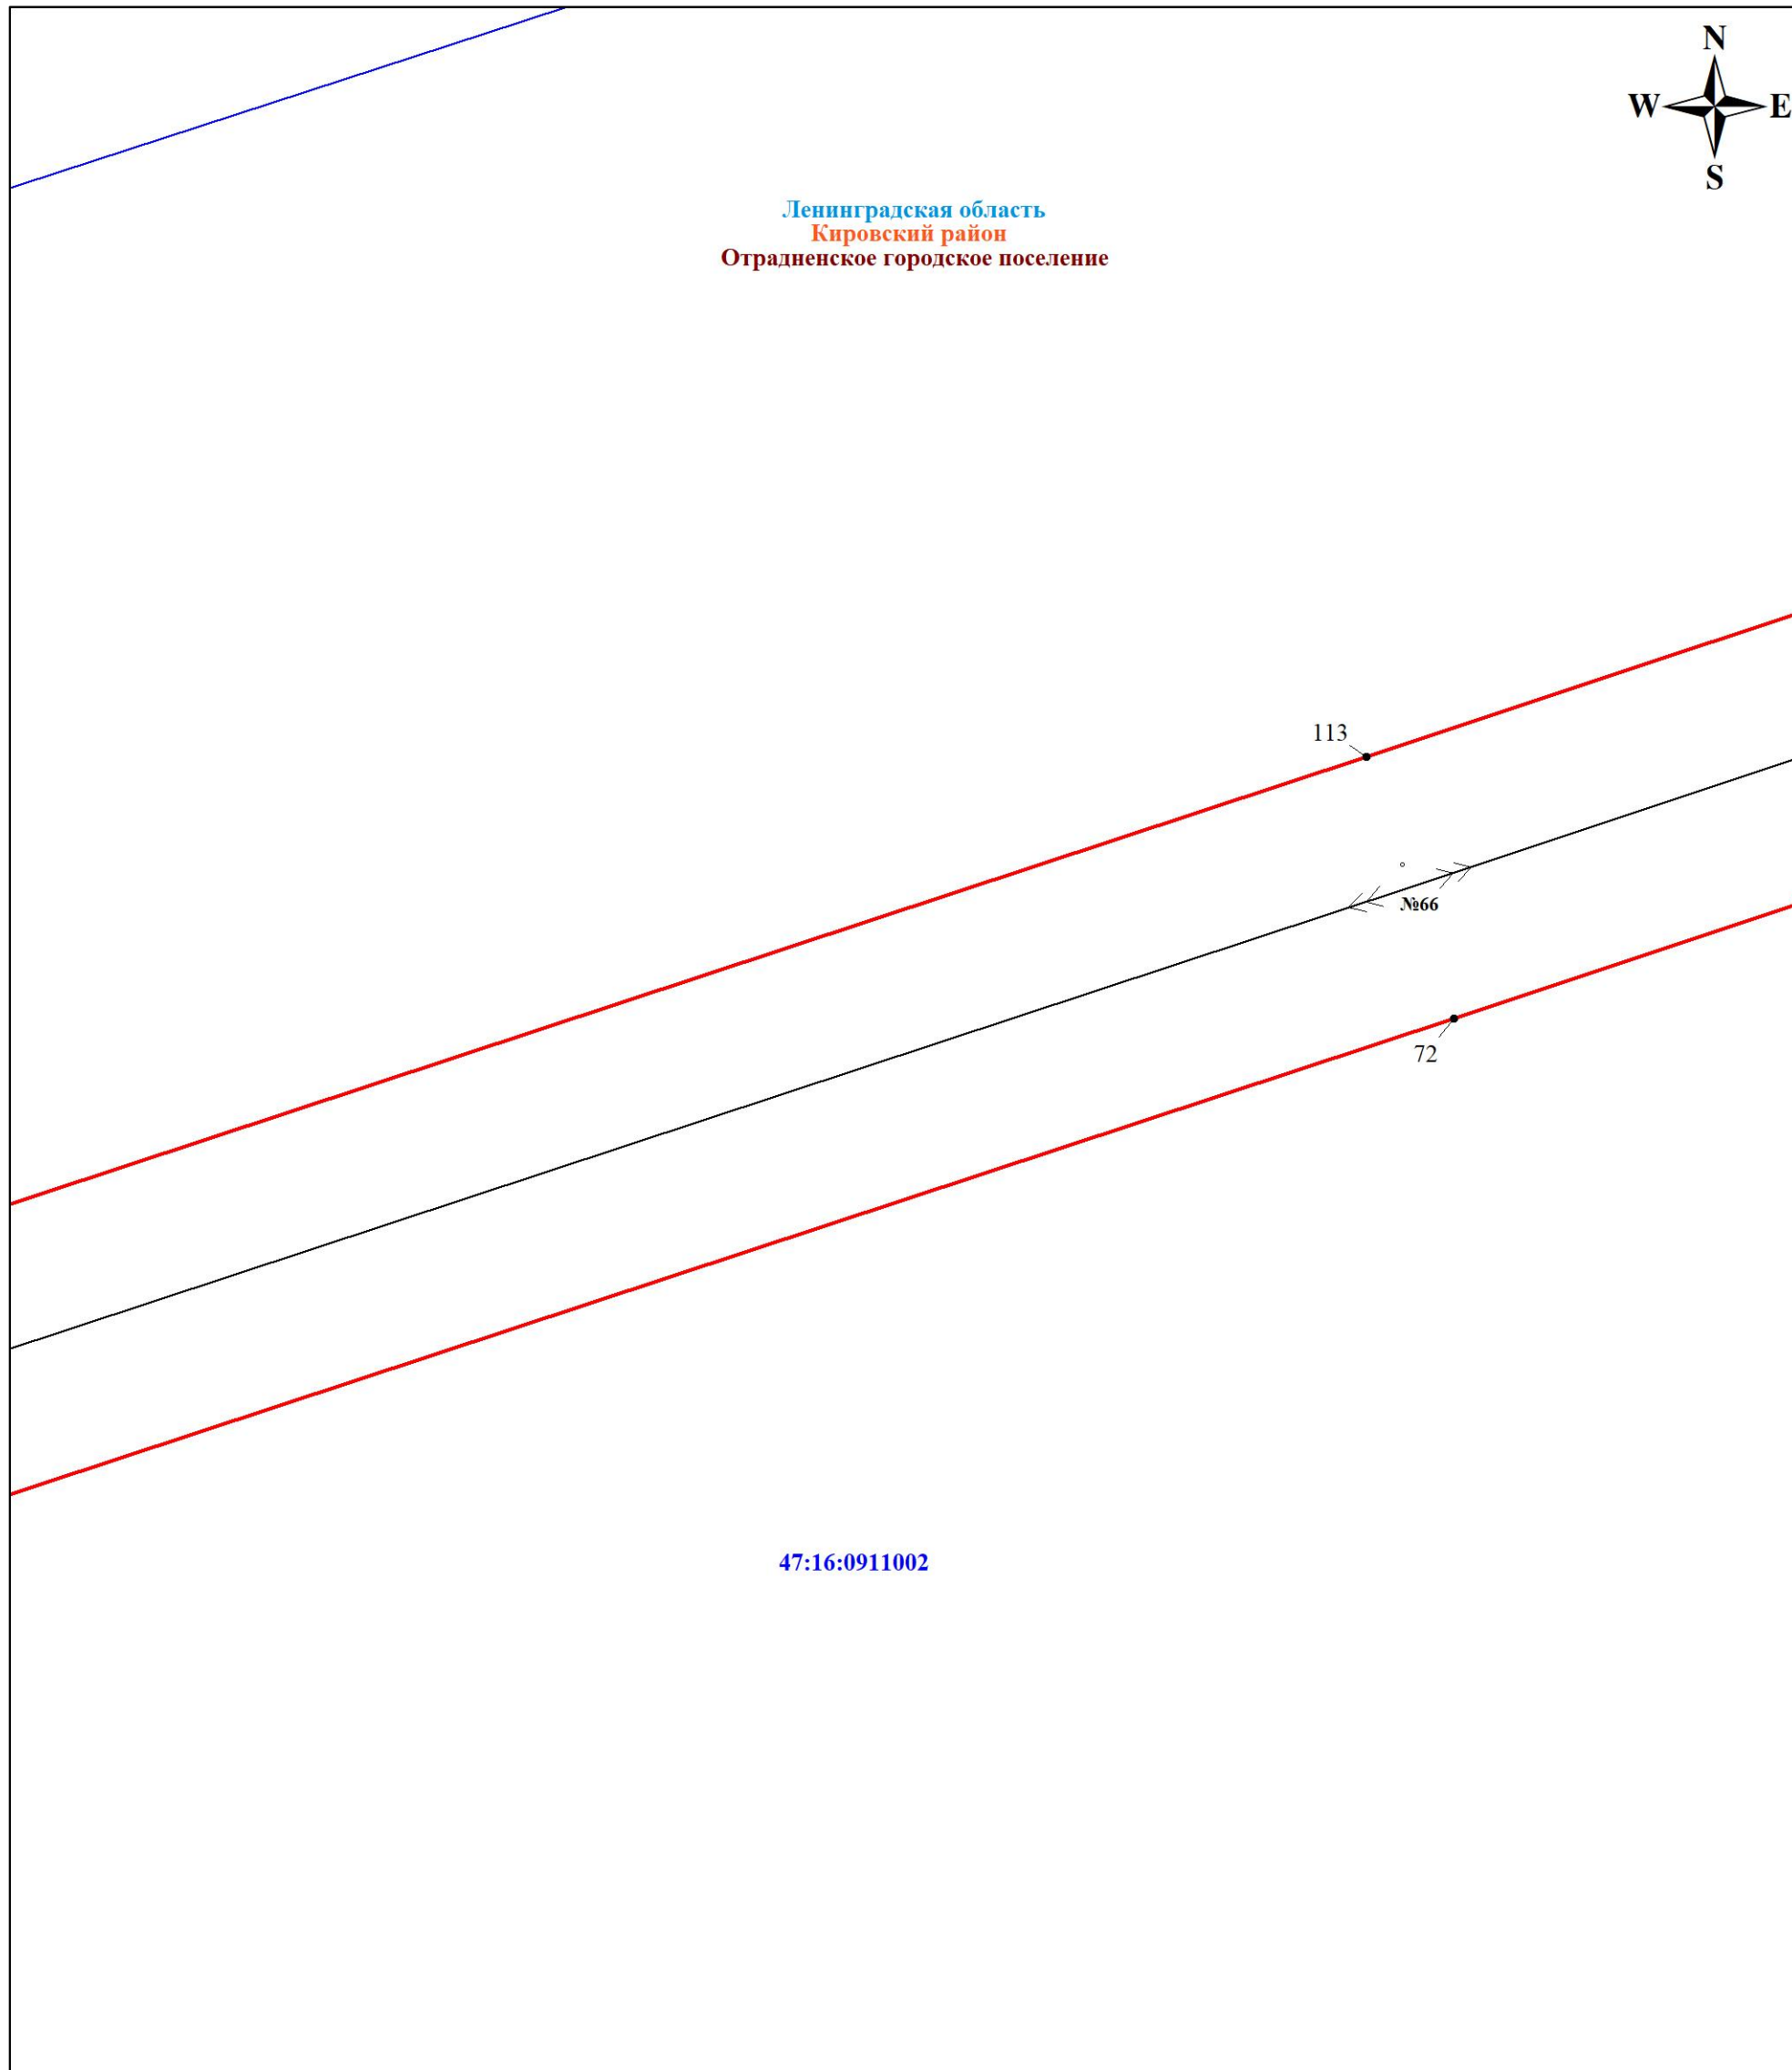 N
W E
S
Ленинградская область
Кировский район
Отрадненское городское поселение
113
№66
72
47:16:0911002